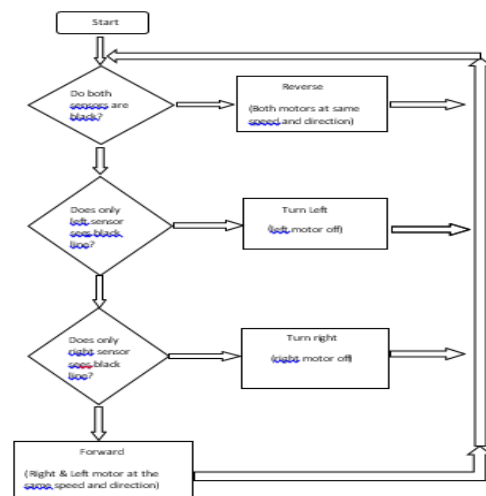 Start
Do both
sensors are
black?
Reverse
(Both motors at same
speed and direction)
Does only
left sensor
sees black
line?
Turn Left
(left motor off)
Does only
right sensor
sees black
line?
Turn right
(right motor off)
Forward
(Right & Left motor at the
same speed and direction)